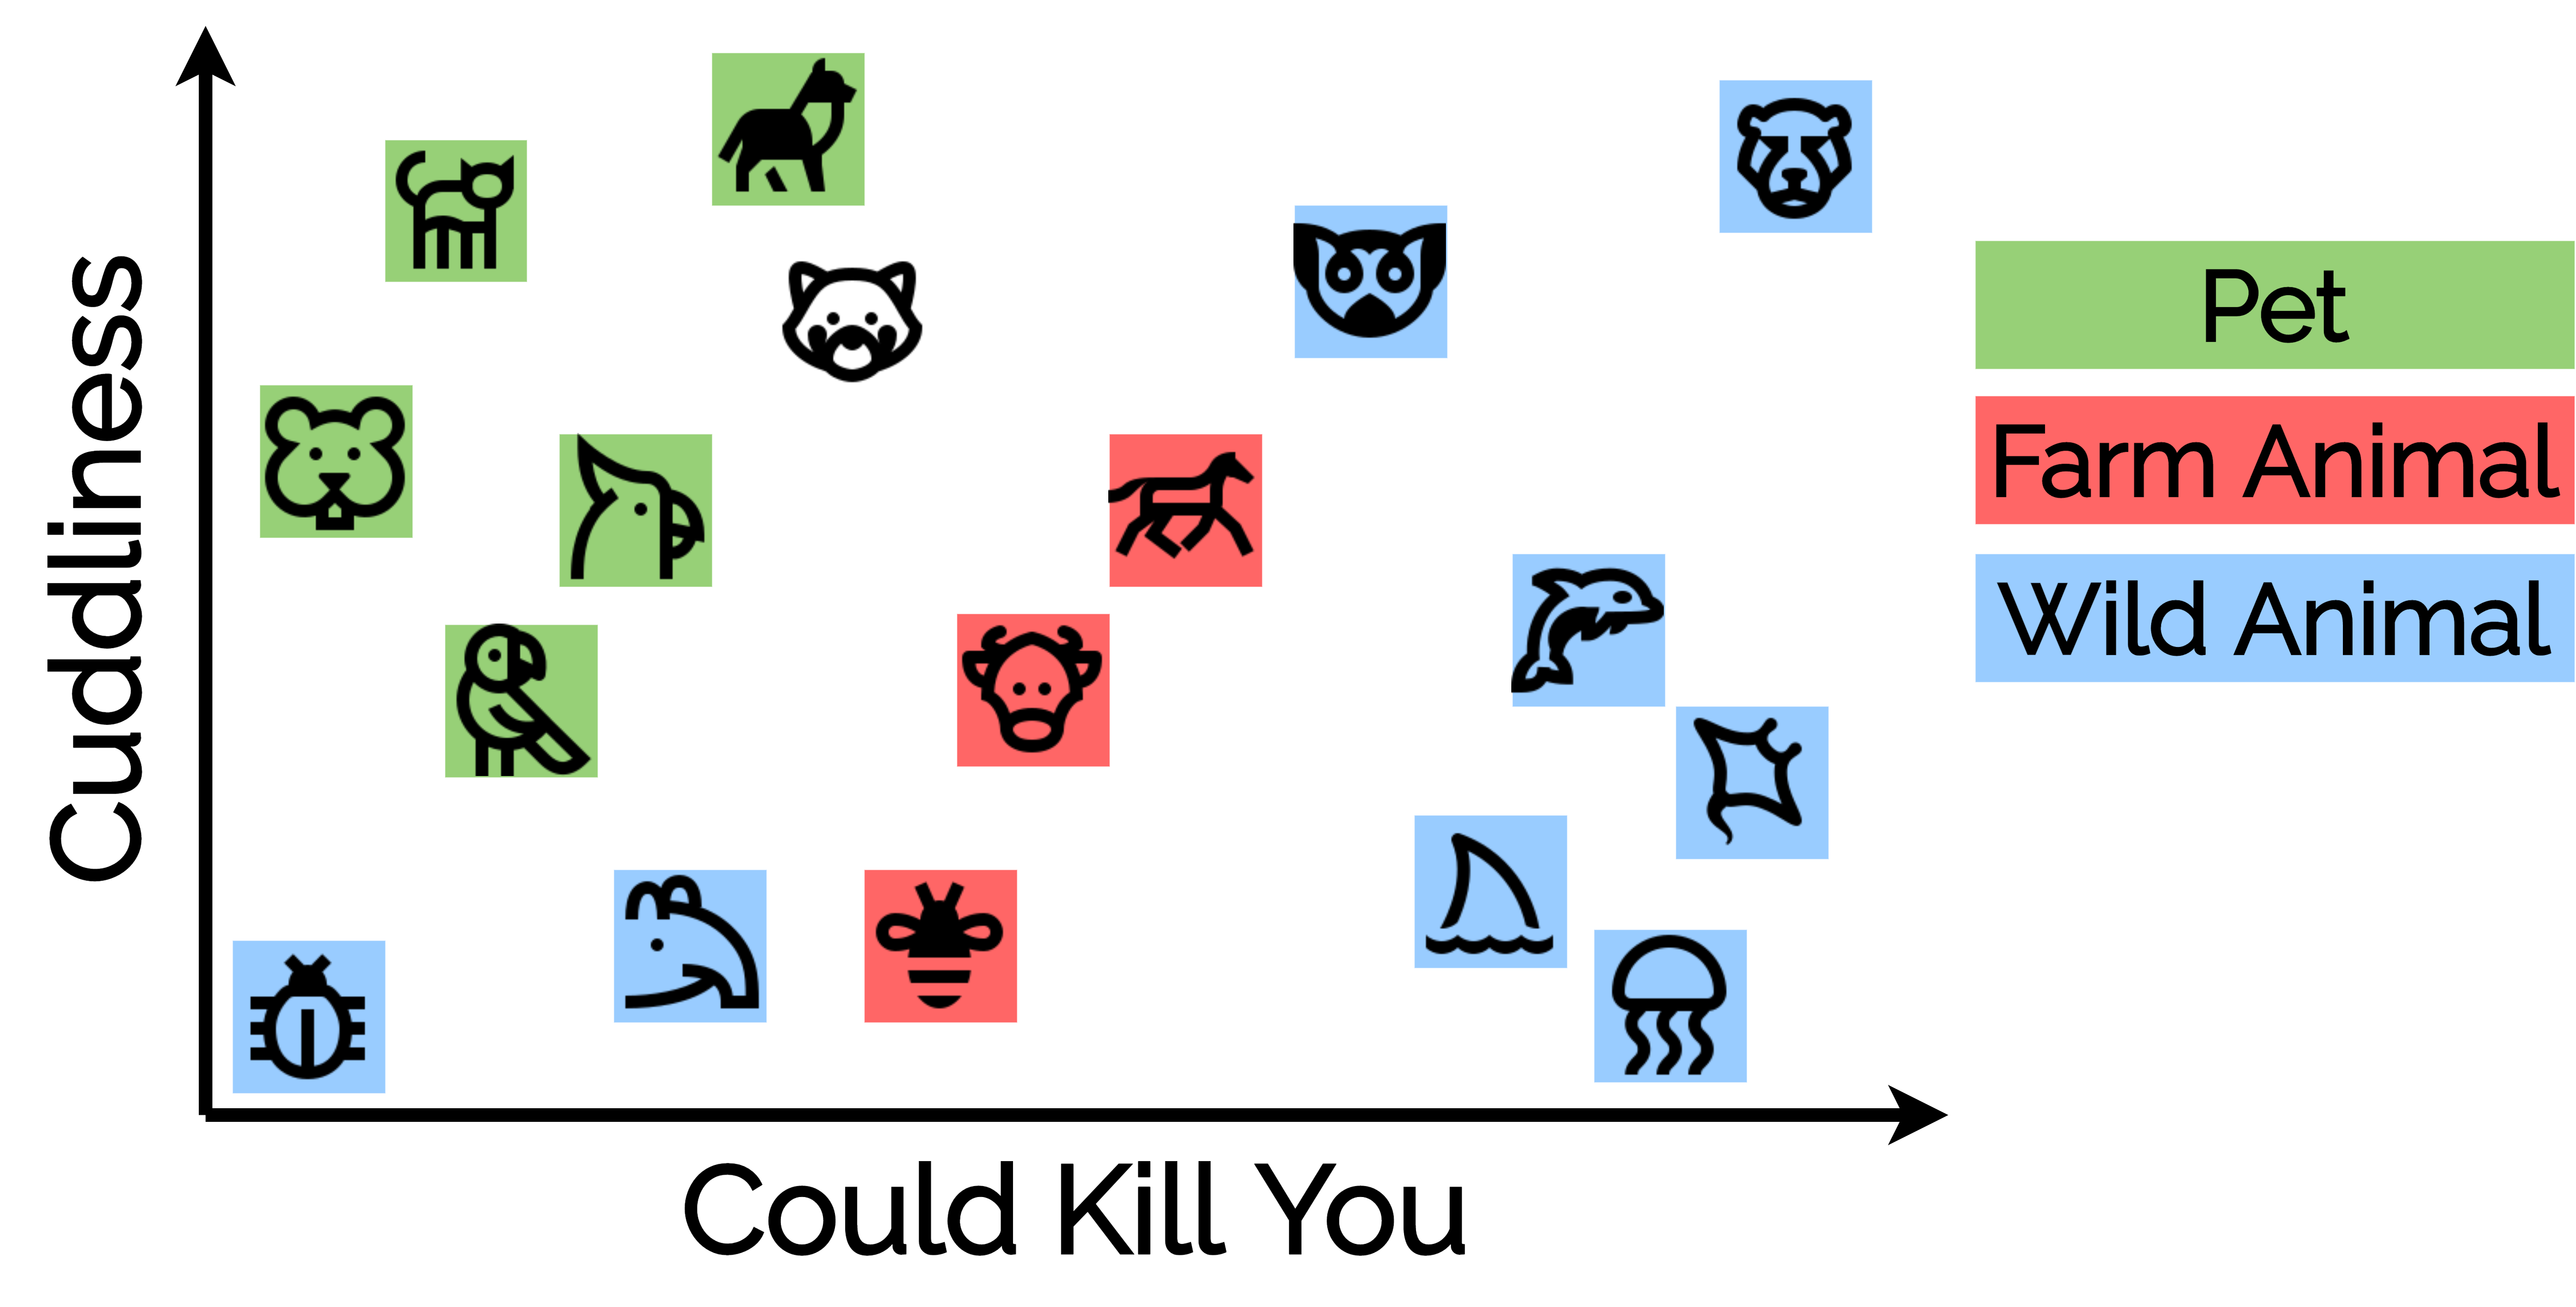 Cuddliness
Pet
Farm Animal
Wild Animal
Could Kill You